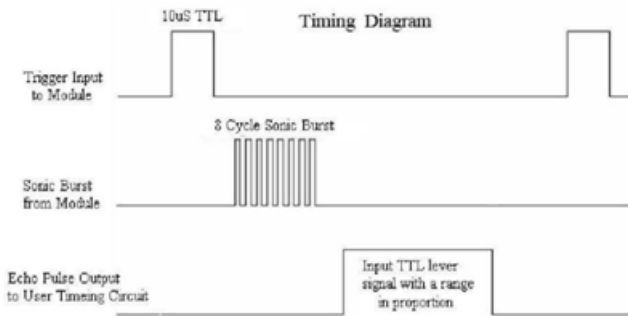 10uS TTL
Timing Diagram
Trigger Input
to Module
8 Cycle Sonic Burst
Sonic Burst
from Module
Input TTL lever
signal with a range
in proportion
Echo Pulse Output
to User Timeing Circuit